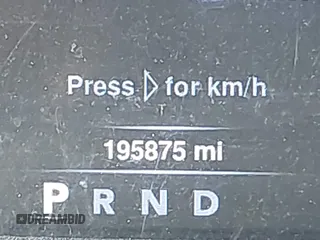 Press ▷ for km/h
195875 mi
P R N D
DREAMBID